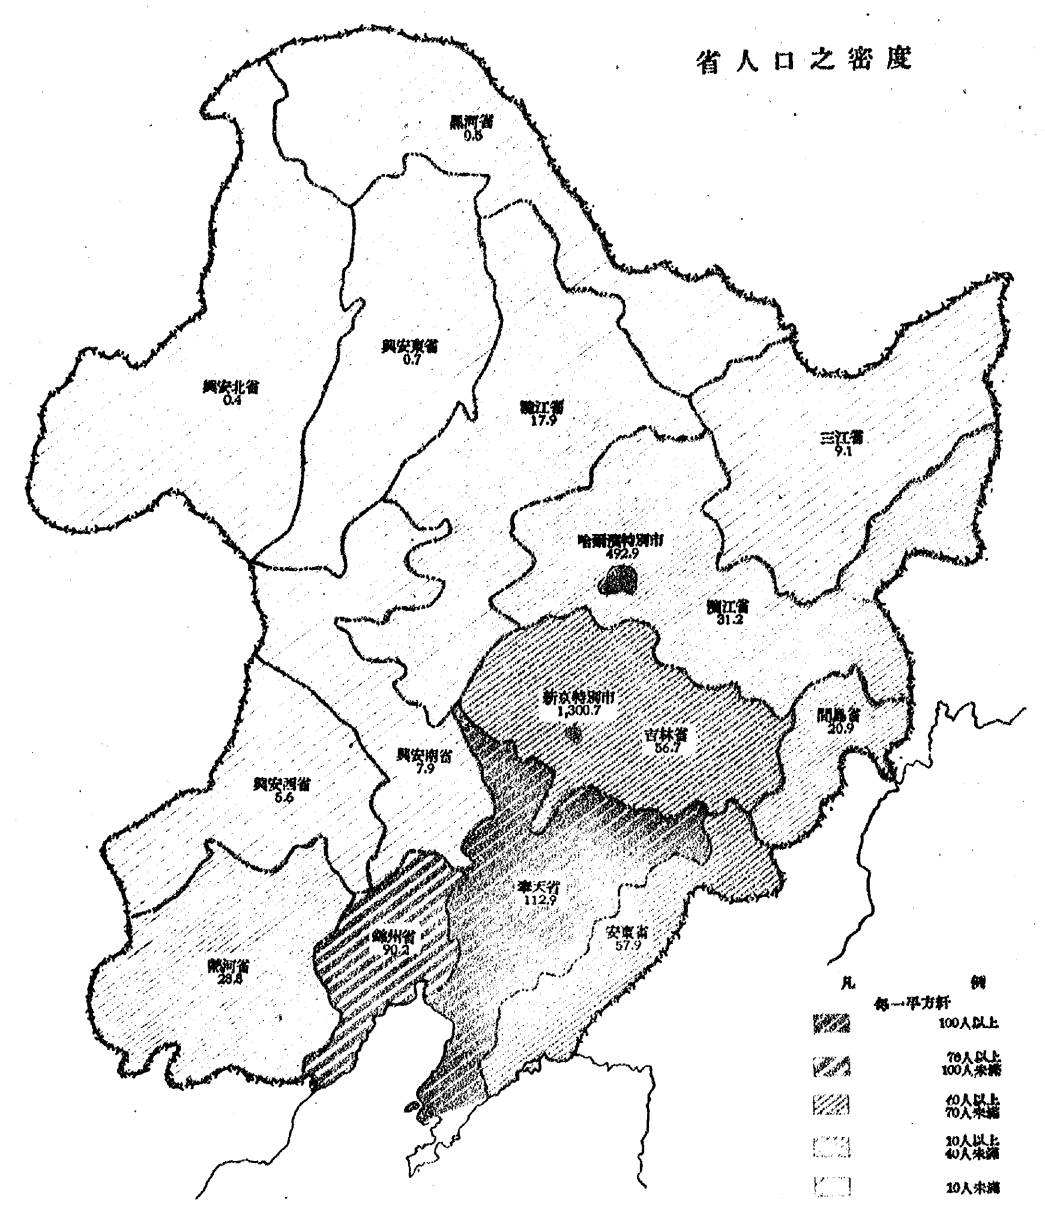 省人口之密度
黑河省
0.8
興安東省
0.7
興安北省
0.4
龍江省
17.9
三江省
9.1
哈爾濱特別市
492.9
濱江省
31.2
新京特別市
1,300.7
吉林省
56.7
間島省
20.9
興安南省
7.9
興安西省
5.6
奉天省
112.9
安東省
57.9
錦州省
90.2
熱河省
28.8
凡例
每一平方粁
100人以上
70人以上
100人未滿
40人以上
70人未滿
10人以上
40人未滿
10人未滿